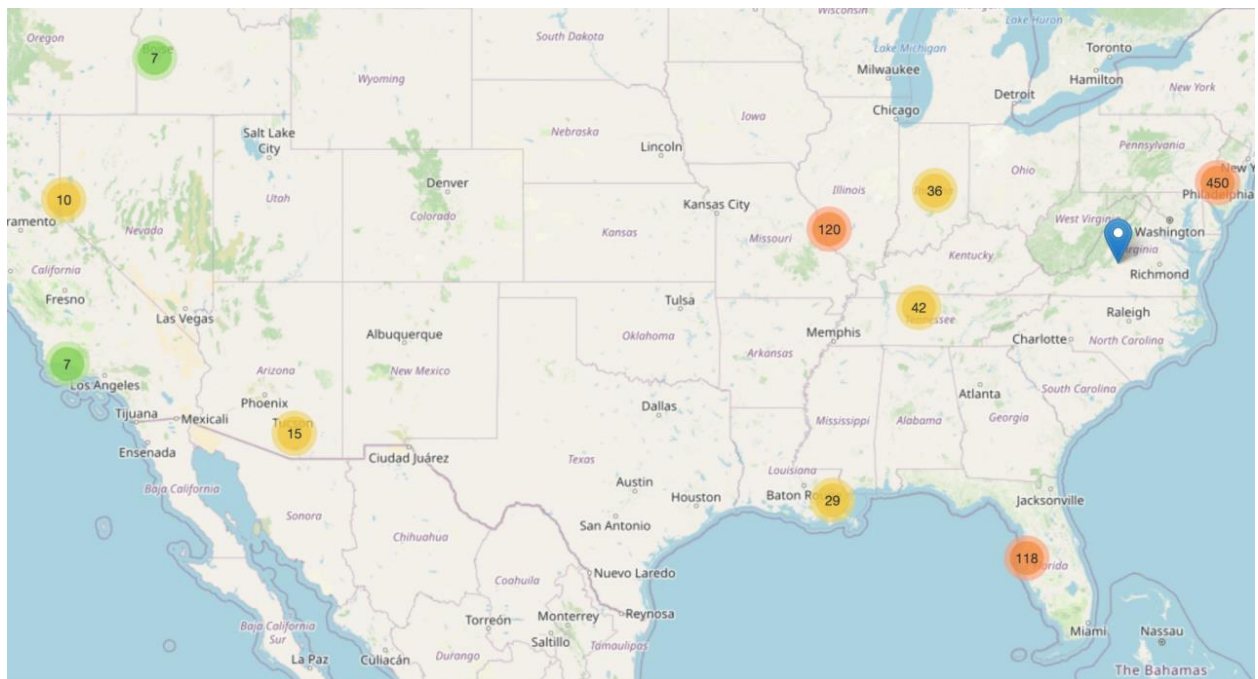 Wisconsin
Lake Huron
Oregon
South Dakota
Lake Michigan
Toronto
7
Milwaukee
Hamilton
Wyoming
Detroit
New York
Chicago
Iowa
Salt Lake
City
Nebraska
Pennsylvania
Lincoln
Ohio
New Y
Denver
Illinois
36
450
10
Utah
Philadelphia
Kansas City
ramento
Colorado
West Virgin
Nevada
Kansas
120
Washington
Missouri
rginia
Kentucky
California
Richmond
Fresno
Tulsa
42
Las Vegas
Tennessee
Raleigh
Albuquerque
Oklahoma
Memphis
Charlotte
North Carolina
7
Arkansas
Arizona
New Mexico
Los Angeles
South Carolina
Phoenix
Dallas
Atlanta
Tijuana
Mexicali
Mississippi
Alabama
Georgia
Tucson
15
Ensenada
Ciudad Juárez
Texas
Louisiana
Austin
Baja California
Houston
Baton Ro
29
Jacksonville
Sonora
San Antonio
Chihuahua
118
orida
Nuevo Laredo
Coahuila
Reynosa
Torreón
Monterrey
Baja California
Sur
Miami
Nassau
Saltillo
Tamaulipas
La Paz
Culiacán
Durango
The Bahamas